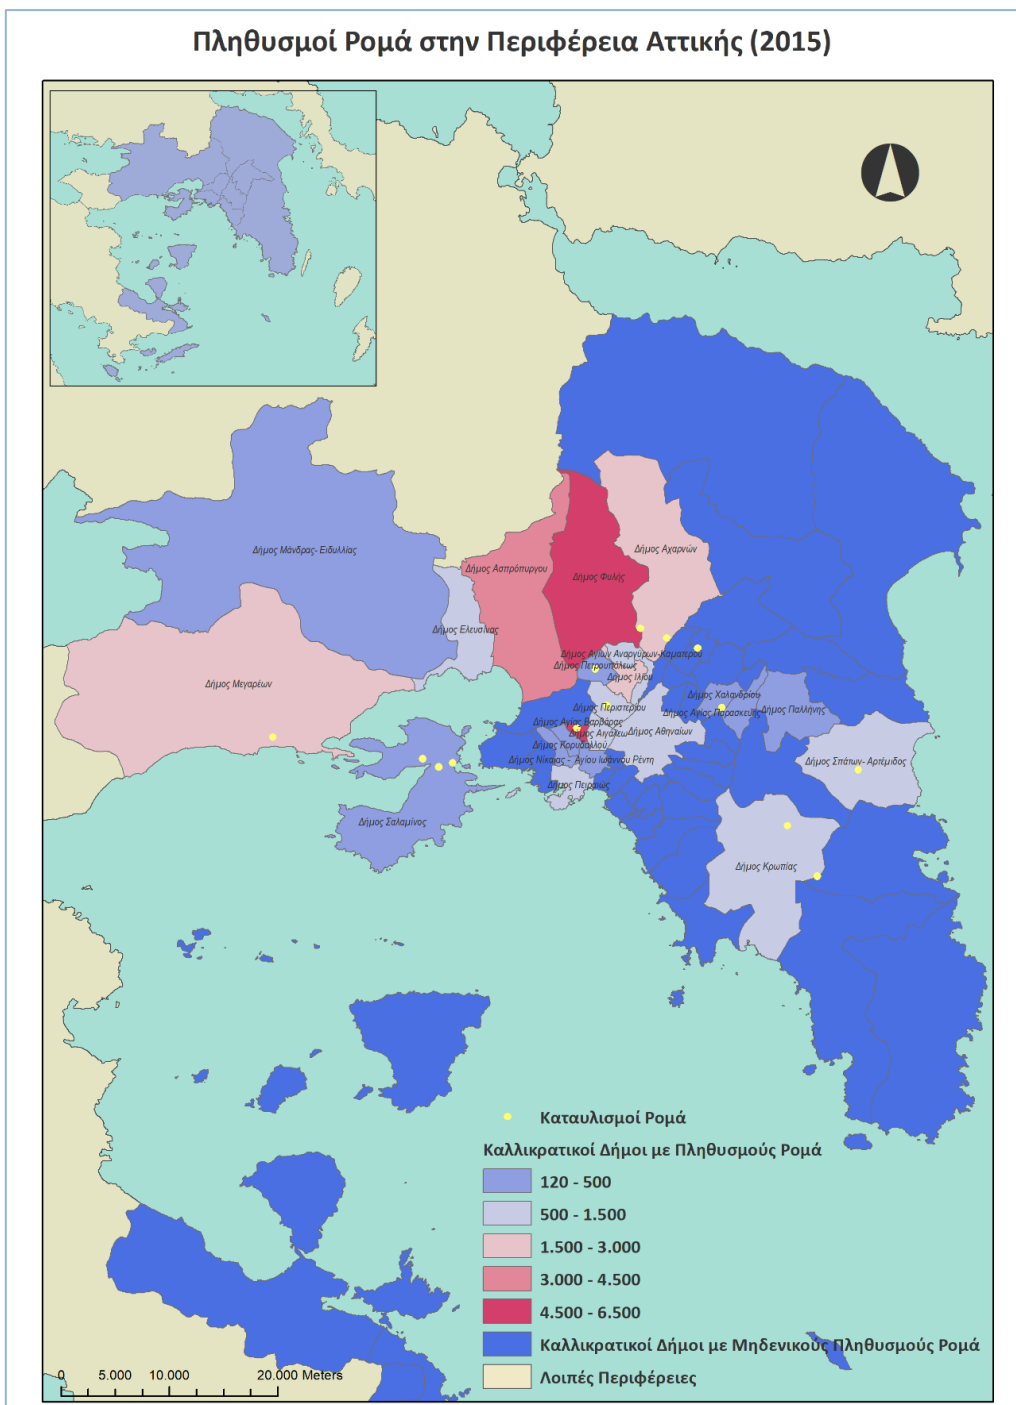 Πληθυσμοί Ρομά στην Περιφέρεια Αττικής (2015)
Δήμος Μάνδρας- Ειδυλλίας
Δήμος Ασπρόπυργου
Δήμος Φυλής
Δήμος Αχαρνών
Δήμος Ελευσίνας
Δήμος Αγίων Αναργύρων-Καματερού
Δήμος Πετρουπόλεως
Δήμος Ιλίου
Δήμος Μεγαρέων
Δήμος Χαλανδρίου
Δήμος Περιστερίου
Δήμος Αγίας Παρασκευής
Δήμος Παλλήνης
Δήμος Αγίας Βαρβάρας
Δήμος Αιγάλεω
Δήμος Αθηναίων
Δήμος Κορυδαλλού
Δήμος Νίκαιας - Αγίου Ιωάννου Ρέντη
Δήμος Σπάτων- Αρτέμιδος
Δήμος Πειραιώς
Δήμος Σαλαμίνος
Δήμος Κρωπίας
Καταυλισμοί Ρομά
Καλλικρατικοί Δήμοι με Πληθυσμούς Ρομά
120 - 500
500 - 1.500
1.500 - 3.000
3.000 - 4.500
4.500 - 6.500
Καλλικρατικοί Δήμοι με Μηδενικούς Πληθυσμούς Ρομά
Λοιπές Περιφέρειες
0 5.000 10.000 20.000 Meters